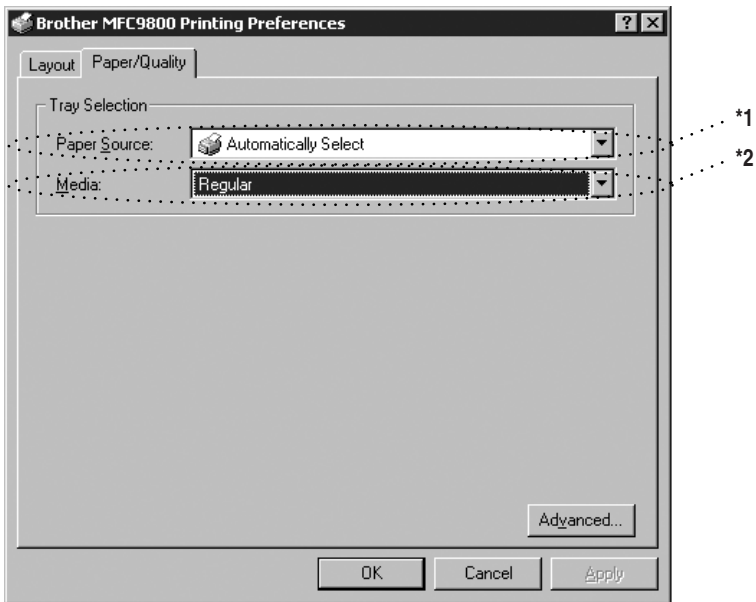 Brother MFC9800 Printing Preferences
Layout Paper/Quality
Tray Selection
Paper Source: Automatically Select *1
Media: Regular *2
Advanced...
OK Cancel Apply